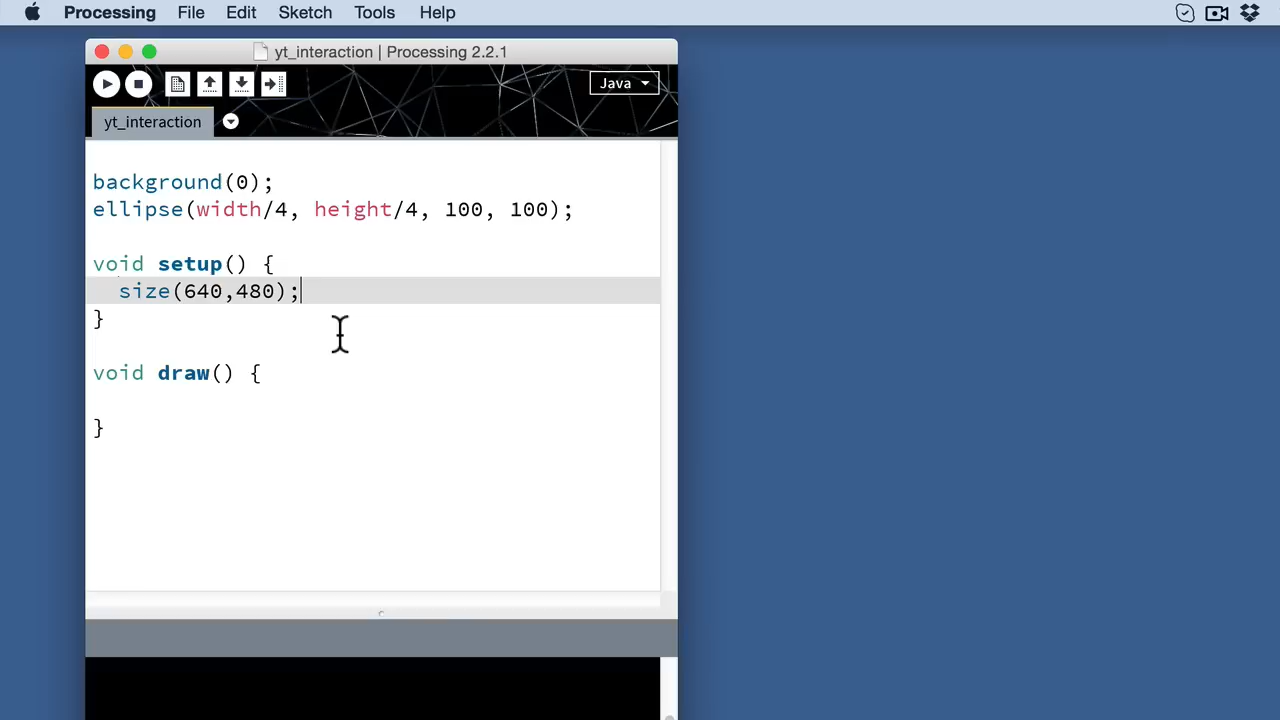 Processing File Edit Sketch Tools Help
yt_interaction | Processing 2.2.1
Java
yt_interaction
background(0);
ellipse(width/4, height/4, 100, 100);
void setup() {
size(640,480);
}
void draw() {
}